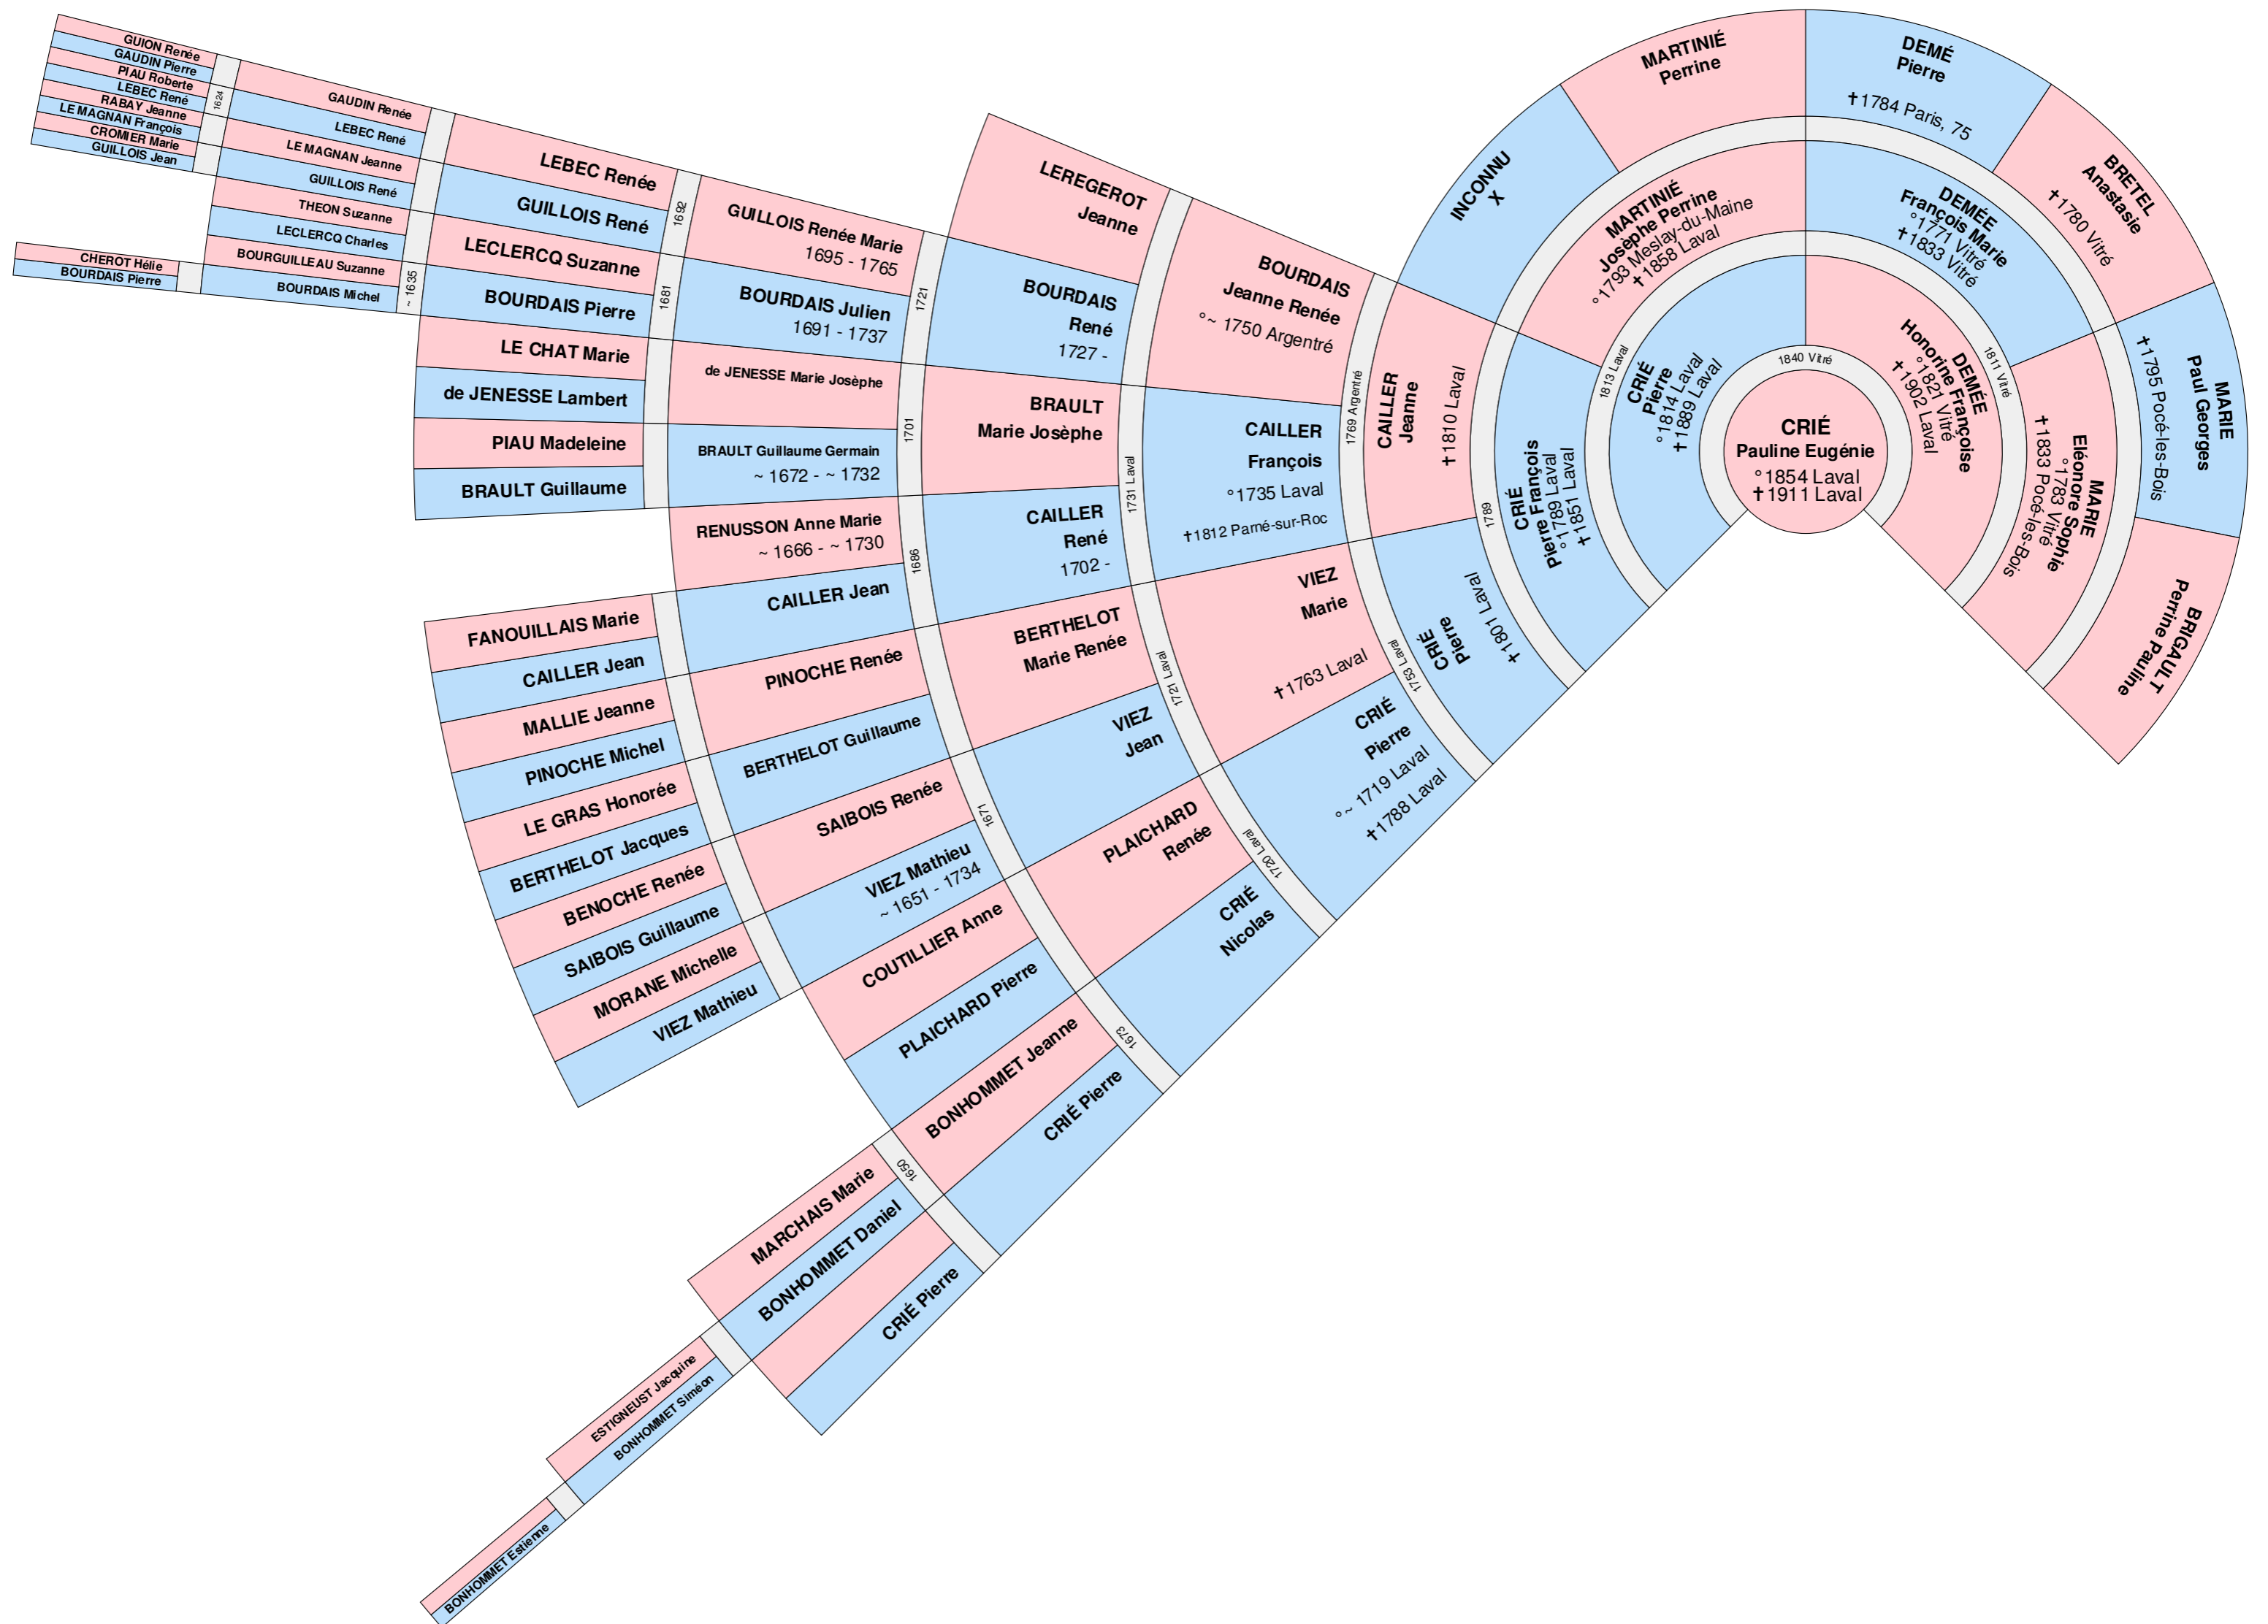 CRIÉ
Pauline Eugénie
°1854 Laval
✝1911 Laval
1840 Vitré
CRIÉ
Pierre
°1814 Laval
✝1889 Laval
DEMÉE
Honorine Françoise
°1821 Vitré
✝1902 Laval
1813 Laval
1811 Vitré
CRIÉ
Pierre François
°1789 Laval
✝1851 Laval
MARTINIÉ
Josèphe Perrine
°1793 Meslay-du-Maine
✝1858 Laval
DEMÉE
François Marie
°1771 Vitré
✝1833 Vitré
MARIE
Eléonore Sophie
°1783 Vitré
✝1833 Pocé-les-Bois
1789
CRIÉ
Pierre
✝1801 Laval
CAILLER
Jeanne
✝1810 Laval
INCONNU
X
MARTINIÉ
Perrine
DEMÉ
Pierre
✝1784 Paris, 75
BRETEL
Anastasie
✝1780 Vitré
MARIE
Paul Georges
✝1795 Pocé-les-Bois
BRIGAULT
Perrine Pauline
1753 Laval
1769 Argentré
CRIÉ
Pierre
°~ 1719 Laval
✝1788 Laval
VIEZ
Marie
✝1763 Laval
CAILLER
François
°1735 Laval
✝1812 Parné-sur-Roc
BOURDAIS
Jeanne Renée
°~ 1750 Argentré
1720 Laval
1721 Laval
1731 Laval
CRIÉ
Nicolas
PLAICHARD
Renée
VIEZ
Jean
BERTHELOT
Marie Renée
CAILLER
René
1702 -
BRAULT
Marie Josèphe
BOURDAIS
René
1727 -
LEREGEROT
Jeanne
1673
1671
1686
1701
1721
CRIÉ Pierre
BONHOMMET Jeanne
PLAICHARD Pierre
COUTILLIER Anne
VIEZ Mathieu
~ 1651 - 1734
SAIBOIS Renée
BERTHELOT Guillaume
PINOCHE Renée
CAILLER Jean
RENUSSON Anne Marie
~ 1666 - ~ 1730
BRAULT Guillaume Germain
~ 1672 - ~ 1732
de JENESSE Marie Josèphe
BOURDAIS Julien
1691 - 1737
GUILLOIS Renée Marie
1695 - 1765
1650
1681
1692
CRIÉ Pierre
BONHOMMET Daniel
MARCHAIS Marie
VIEZ Mathieu
MORANE Michelle
SAIBOIS Guillaume
BENOCHE Renée
BERTHELOT Jacques
LE GRAS Honorée
PINOCHE Michel
MALLIE Jeanne
CAILLER Jean
FANOUILLAIS Marie
BRAULT Guillaume
PIAU Madeleine
de JENESSE Lambert
LE CHAT Marie
BOURDAIS Pierre
LECLERCQ Suzanne
GUILLOIS René
LEBEC Renée
~ 1635
BONHOMMET Siméon
ESTIGNEUST Jacquine
BOURDAIS Michel
BOURGUILLEAU Suzanne
LECLERCQ Charles
THEON Suzanne
GUILLOIS René
LE MAGNAN Jeanne
LEBEC René
GAUDIN Renée
1624
BONHOMMET Estienne
BOURDAIS Pierre
CHEROT Hélie
GUILLOIS Jean
CROMIER Marie
LE MAGNAN François
RABAY Jeanne
LEBEC René
PIAU Roberte
GAUDIN Pierre
GUION Renée